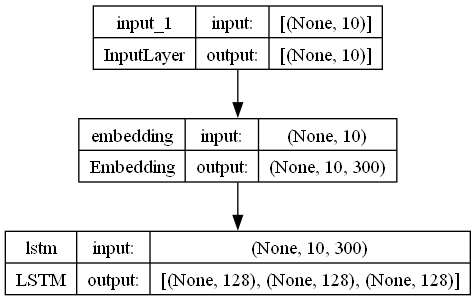 input_1 input: [(None, 10)]
InputLayer output: [(None, 10)]
embedding input: (None, 10)
Embedding output: (None, 10, 300)
lstm input: (None, 10, 300)
LSTM output: [(None, 128), (None, 128), (None, 128)]